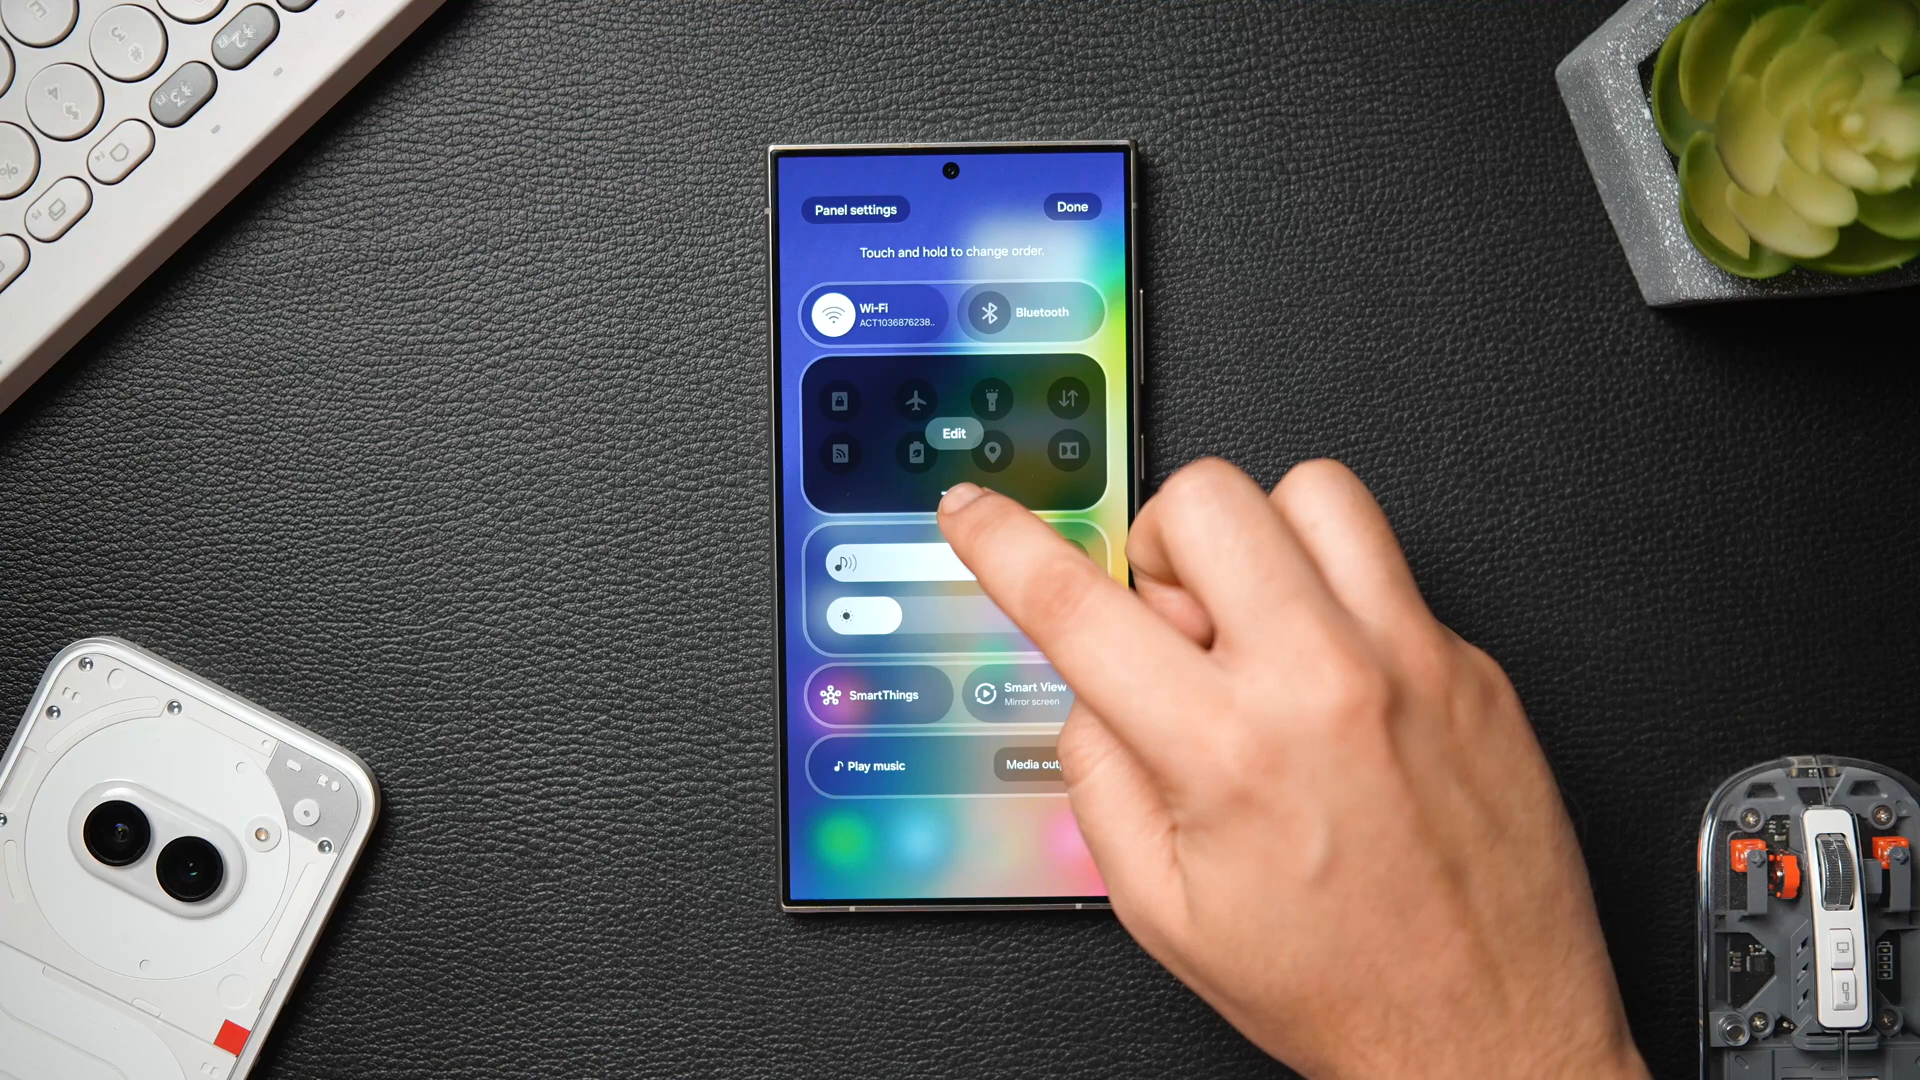 Panel settings
Done
Touch and hold to change order.
Wi-Fi
ACT1036876238..
Bluetooth
Edit
SmartThings
Smart View
Mirror screen
Play music
Media out
DPI